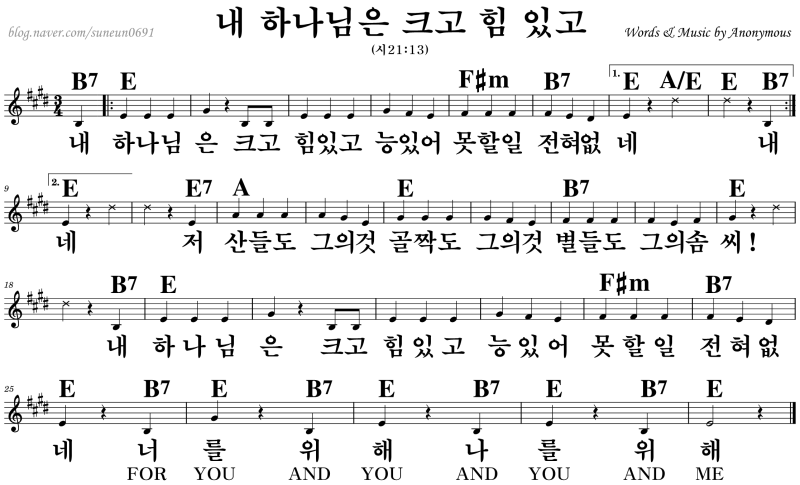 내 하나님은 크고 힘 있고
blog.naver.com/suneun0691
Words & Music by Anonymous
(시21:13)
B7 E F♯m B7 1. E A/E E B7
3/4
내 하나님 은 크고 힘있고 능있어 못할일 전혀없 네 내
9 2. E E7 A E B7 E
네 저 산들도 그의것 골짝도 그의것 별들도 그의솜 씨!
18 B7 E F♯m B7
내 하나님 은 크고 힘있고 능있어 못할일 전혀없
25 E B7 E B7 E B7 E B7 E
네 너 를 위 해 나 를 위 해
FOR YOU AND YOU AND YOU AND ME